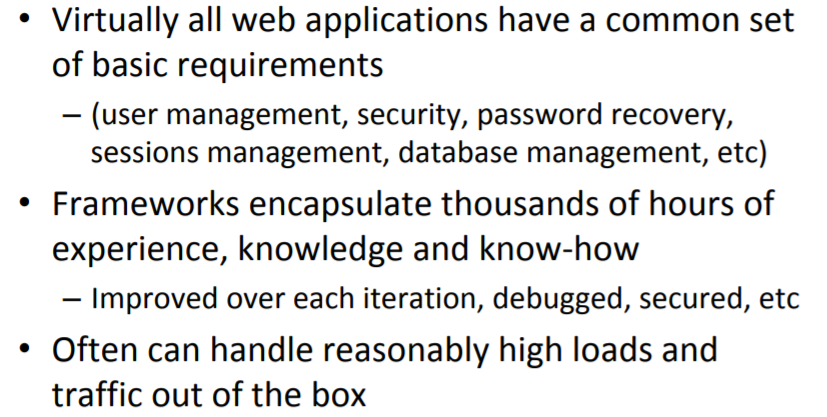 • Virtually all web applications have a common set
of basic requirements
– (user management, security, password recovery,
sessions management, database management, etc)
• Frameworks encapsulate thousands of hours of
experience, knowledge and know-how
– Improved over each iteration, debugged, secured, etc
• Often can handle reasonably high loads and
traffic out of the box